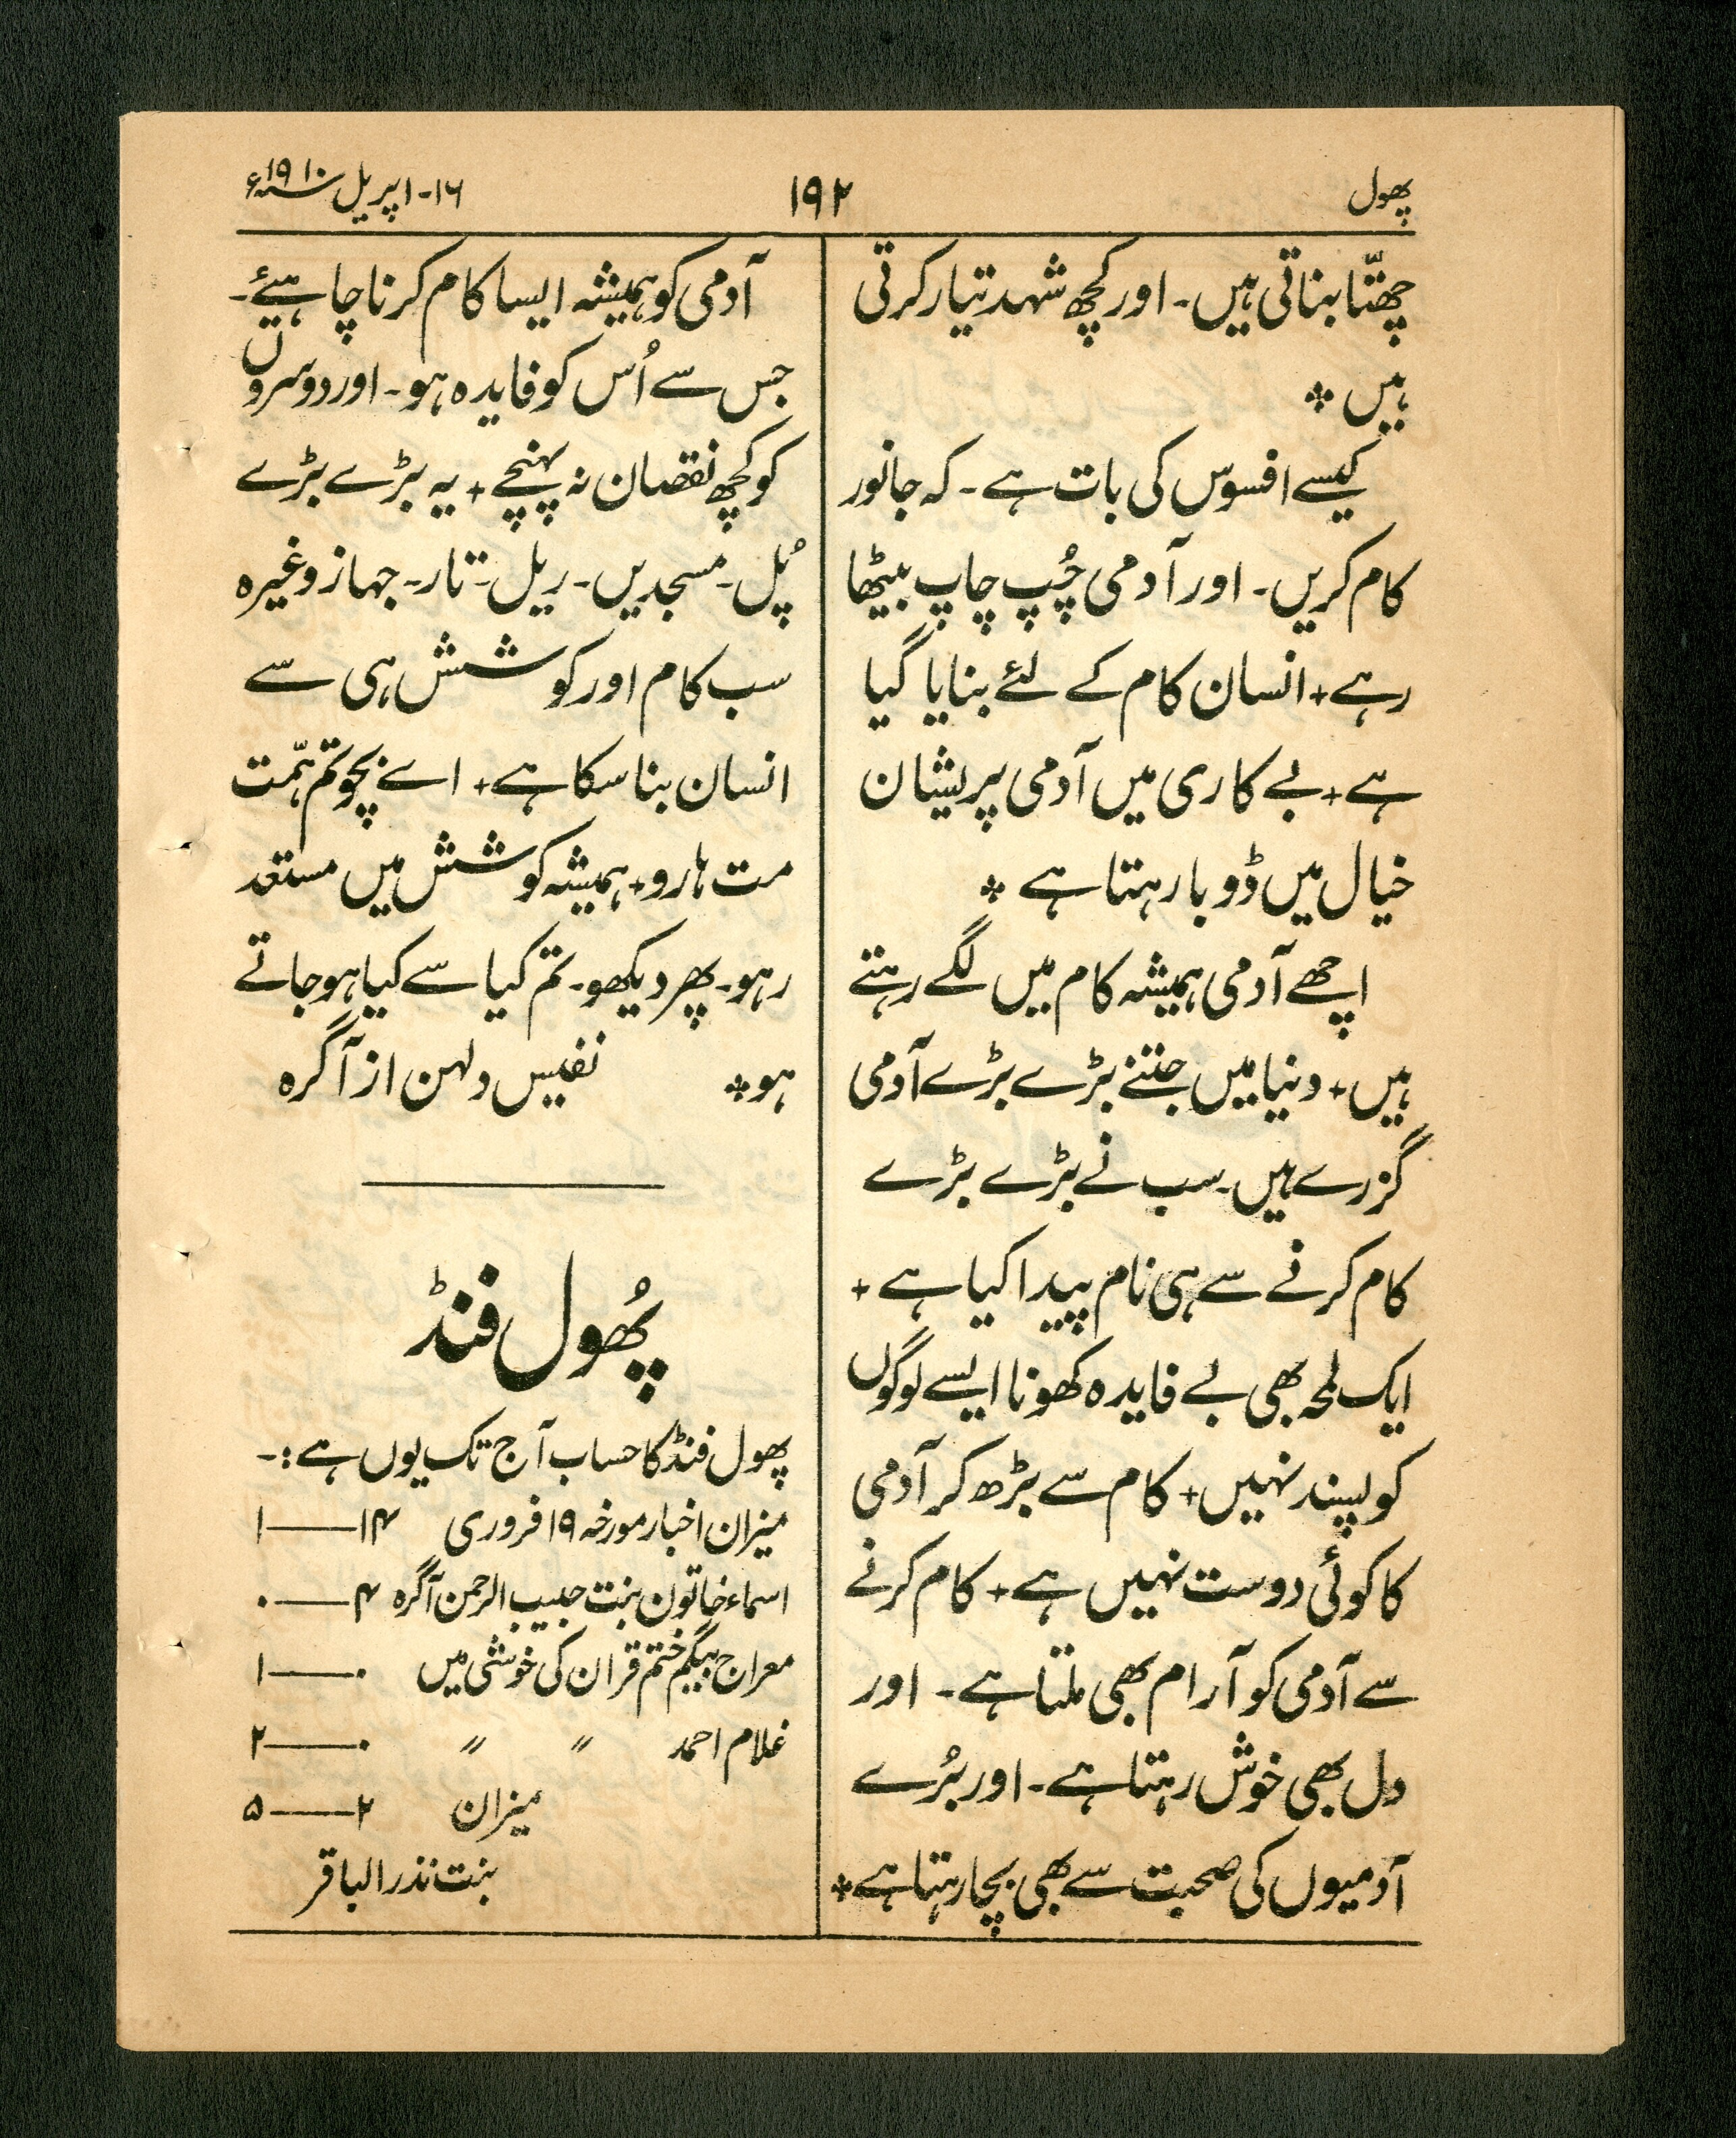 پھول
۱۹۲
۱۶-اپریل سنہ ۱۹۱۰ء
چھتّا بناتی ہیں۔ اور کچھ شہد تیار کرتی
ہیں ٭
کیسے افسوس کی بات ہے۔ کہ جانور
کام کریں۔ اور آدمی چُپ چاپ بیٹھا
رہے+ انسان کام کے لئے بنایا گیا
ہے+ بے کاری میں آدمی پریشان
خیال میں ڈوبا رہتا ہے ٭
اچھے آدمی ہمیشہ کام میں لگے رہتے
ہیں+ دنیا میں جتنے بڑے بڑے آدمی
گزرے ہیں۔ سب نے بڑے بڑے
کام کرنے سے ہی نام پیدا کیا ہے +
ایک لمحہ بھی بے فایدہ کھونا ایسے لوگوں
کو پسند نہیں+ کام سے بڑھ کر آدمی
کا کوئی دوست نہیں ہے+ کام کرنے
سے آدمی کو آرام بھی ملتا ہے۔ اور
دل بھی خوش رہتا ہے۔ اور بُرے
آدمیوں کی صحبت سے بھی بچا رہتا ہے٭
آدمی کو ہمیشہ ایسا کام کرنا چاہیئے۔
جس سے اُس کو فایدہ ہو۔ اور دوسروں
کو کچھ نقصان نہ پہنچے+ یہ بڑے بڑے
پُل۔ مسجدیں۔ ریل۔ تار۔ جہاز وغیرہ
سب کام اور کوشش ہی سے
انسان بنا سکا ہے+ اے بچو تم ہمّت
مت ہارو+ ہمیشہ کوشش میں مستعد
رہو۔ پھر دیکھو۔ تم کیا سے کیا ہو جاتے
ہو٭ نفیس دلہن از آگرہ
پُھول فنڈ
پھول فنڈ کا حساب آج تک یوں ہے:-
میزان اخبار مورخہ ۱۹ فروری ۱۴——۱
اسماء خاتون بنت حبیب الرحمن آگرہ ۴——۰
معراج بیگم ختم قران کی خوشی میں ۰——۱
غلام احمد " " ۰——۲
میزان ۲——۵
بنت نذر الباقر